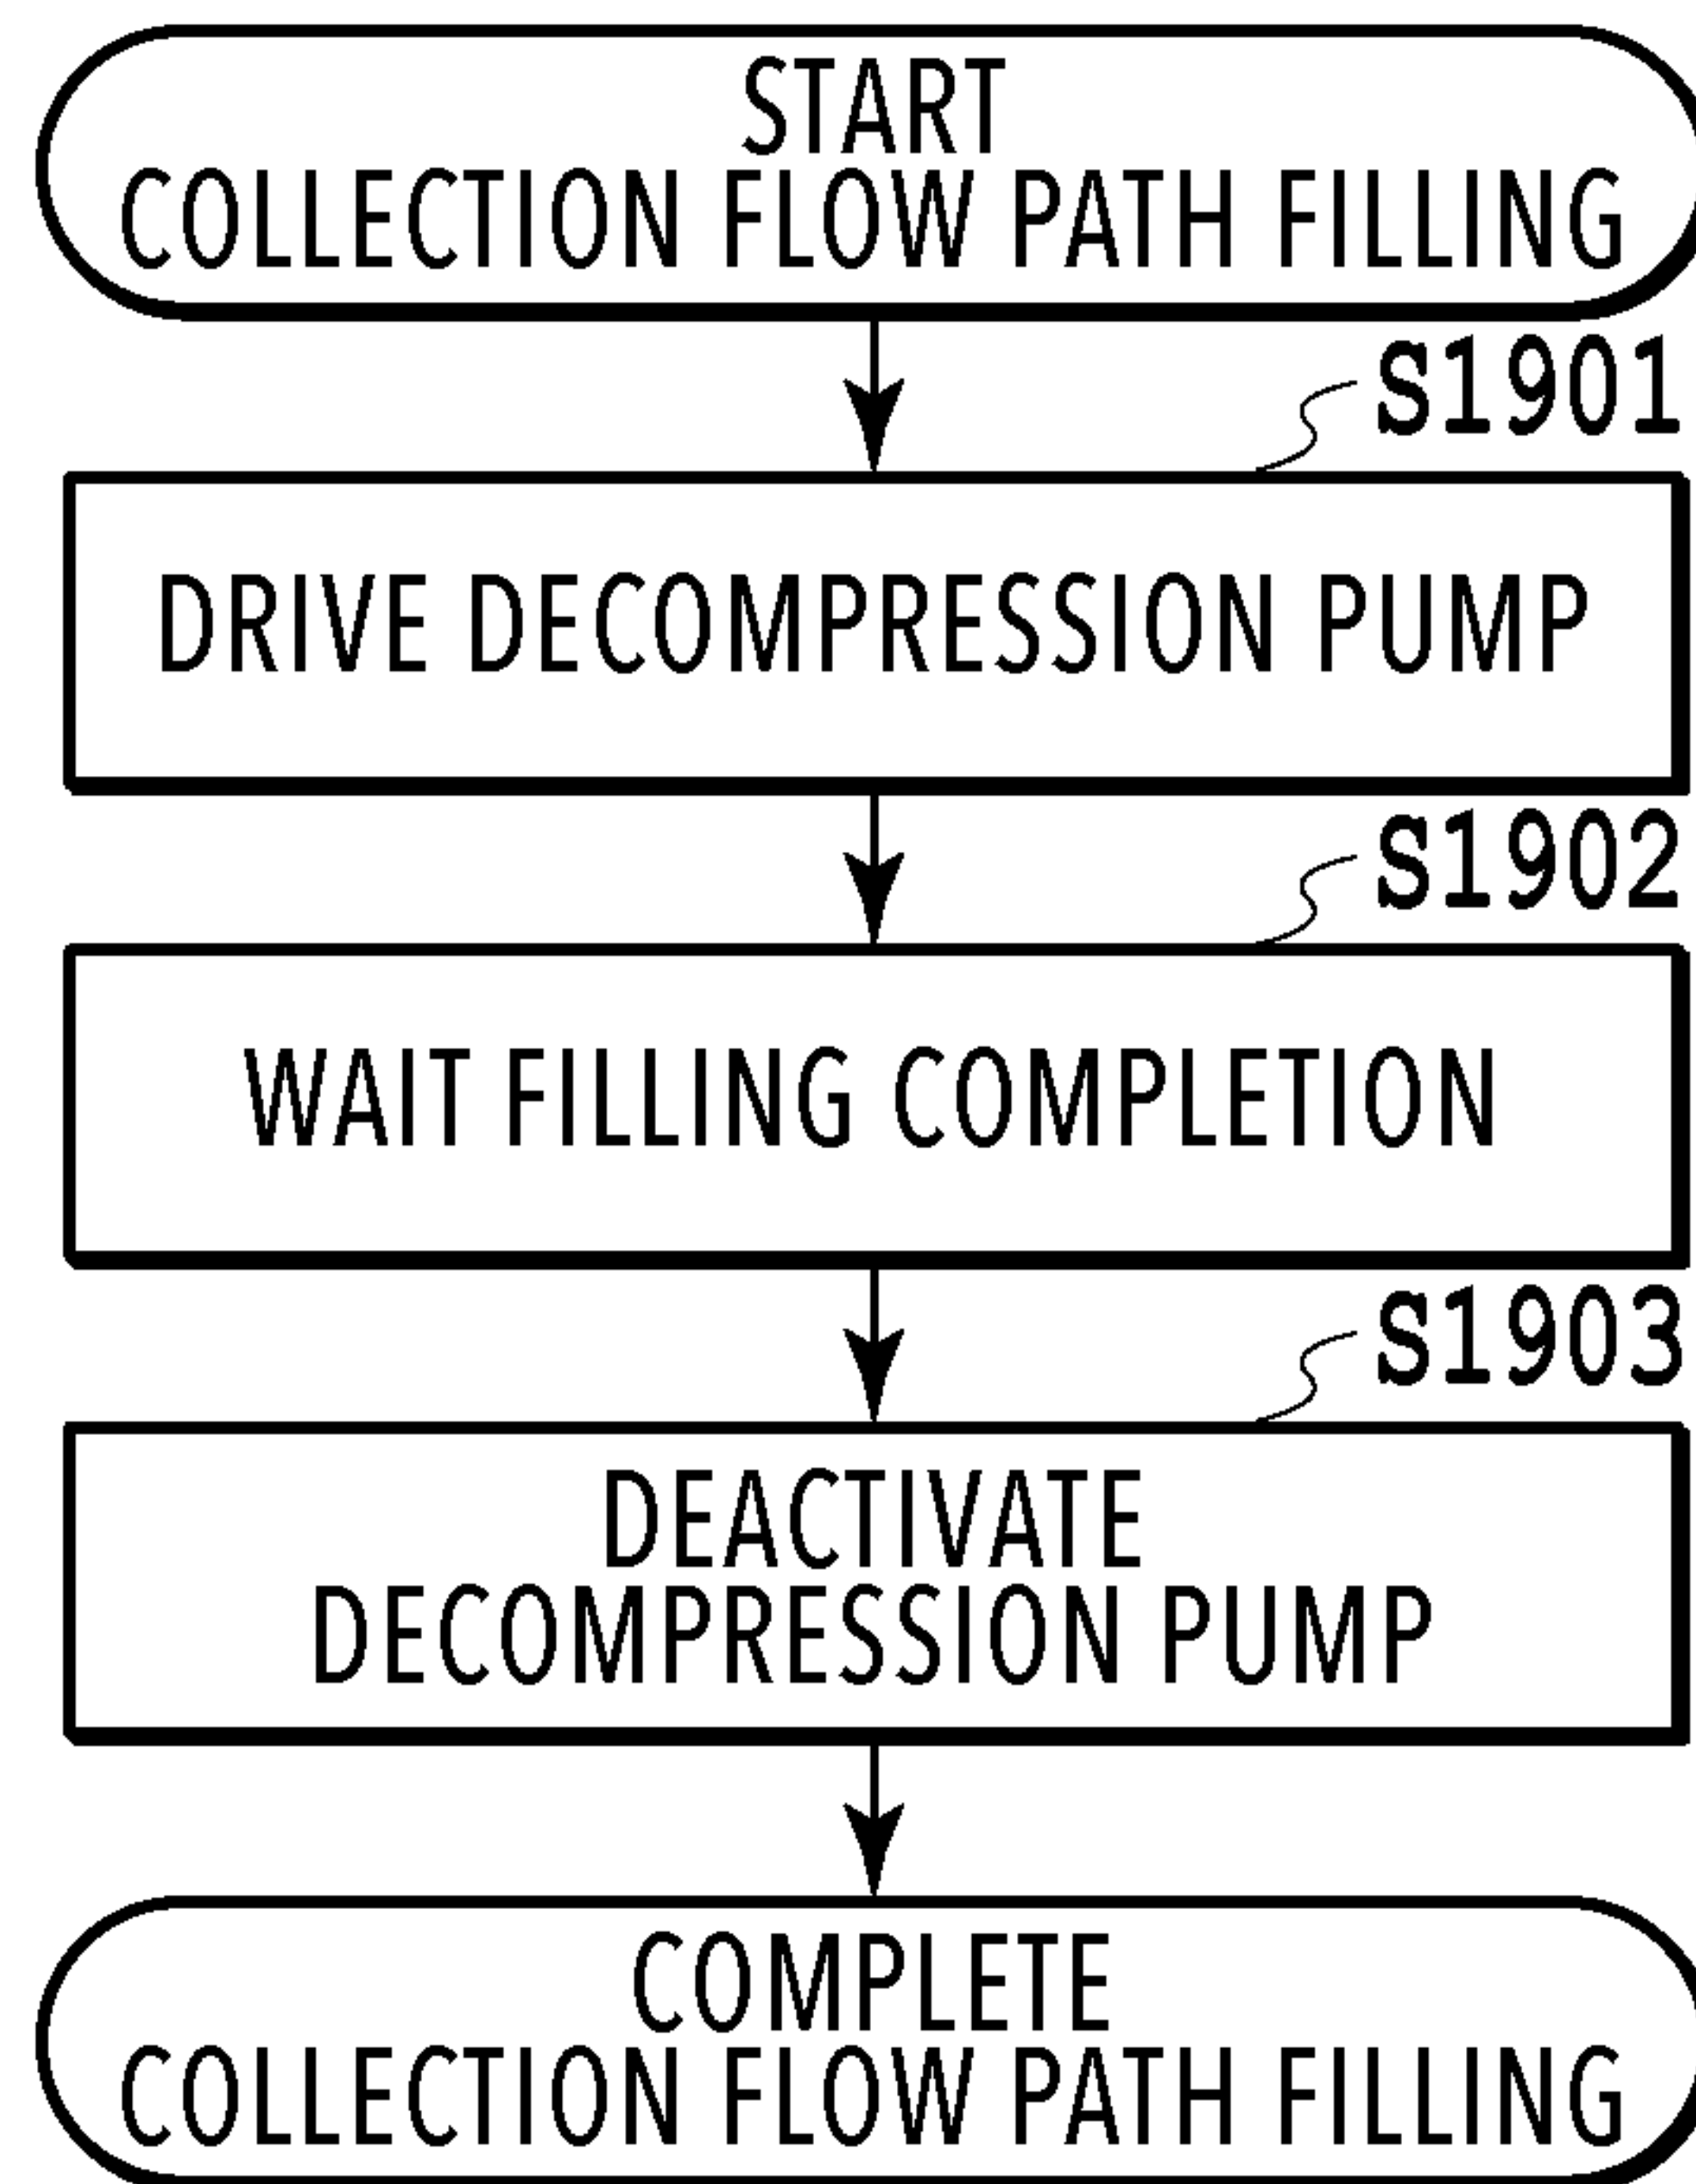 START
COLLECTION FLOW PATH FILLING
S1901
DRIVE DECOMPRESSION PUMP
S1902
WAIT FILLING COMPLETION
S1903
DEACTIVATE
DECOMPRESSION PUMP
COMPLETE
COLLECTION FLOW PATH FILLING